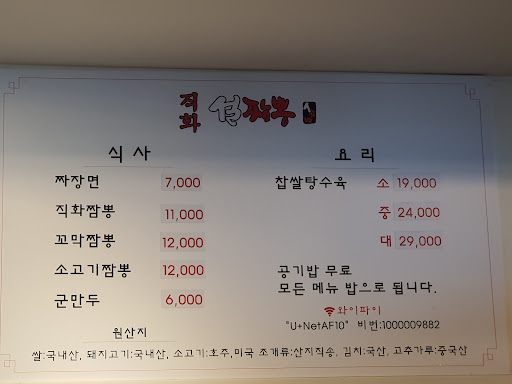 직화 짬뽕
식사
짜장면 7,000
직화짬뽕 11,000
꼬막짬뽕 12,000
소고기짬뽕 12,000
군만두 6,000
요리
찹쌀탕수육 소 19,000
중 24,000
대 29,000
공기밥 무료
모든 메뉴 밥으로 됩니다.
와이파이
"U+NetAF10" 비번:1000009882
원산지
쌀:국내산, 돼지고기:국내산, 소고기:호주,미국 조개류:산지직송, 김치:국산, 고추가루:중국산